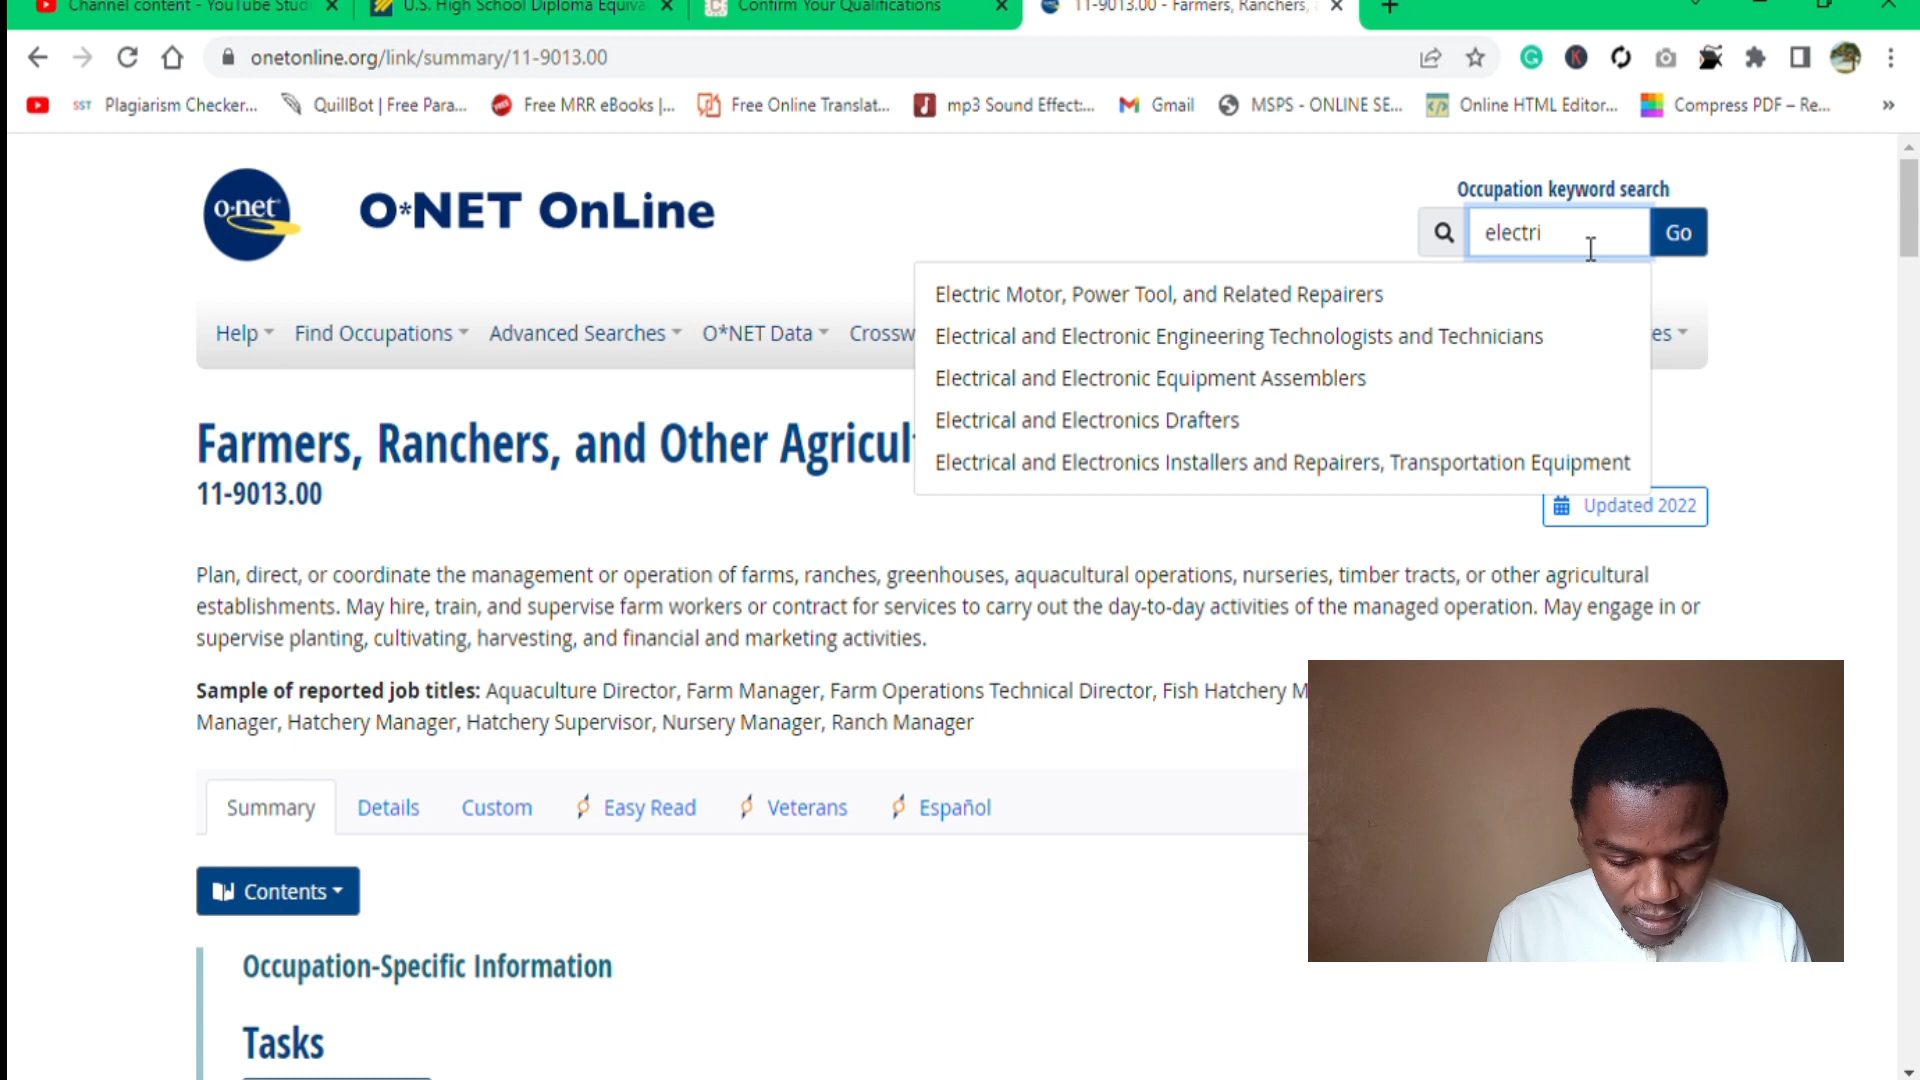 Channel content - YouTube Studi
U.S. High School Diploma Equiva
Confirm Your Qualifications
11-9013.00 - Farmers, Ranchers, a
onetonline.org/link/summary/11-9013.00
SST Plagiarism Checker... QuillBot | Free Para... Free MRR eBooks |... Free Online Translat... mp3 Sound Effect:... Gmail MSPS - ONLINE SE... Online HTML Editor... Compress PDF – Re... »
o·net
O*NET OnLine
Occupation keyword search
electri Go
Electric Motor, Power Tool, and Related Repairers
Electrical and Electronic Engineering Technologists and Technicians
Electrical and Electronic Equipment Assemblers
Electrical and Electronics Drafters
Electrical and Electronics Installers and Repairers, Transportation Equipment
Help Find Occupations Advanced Searches O*NET Data Crossw es
Farmers, Ranchers, and Other Agricul
11-9013.00
Updated 2022
Plan, direct, or coordinate the management or operation of farms, ranches, greenhouses, aquacultural operations, nurseries, timber tracts, or other agricultural
establishments. May hire, train, and supervise farm workers or contract for services to carry out the day-to-day activities of the managed operation. May engage in or
supervise planting, cultivating, harvesting, and financial and marketing activities.
Sample of reported job titles: Aquaculture Director, Farm Manager, Farm Operations Technical Director, Fish Hatchery M
Manager, Hatchery Manager, Hatchery Supervisor, Nursery Manager, Ranch Manager
Summary Details Custom Easy Read Veterans Español
Contents
Occupation-Specific Information
Tasks